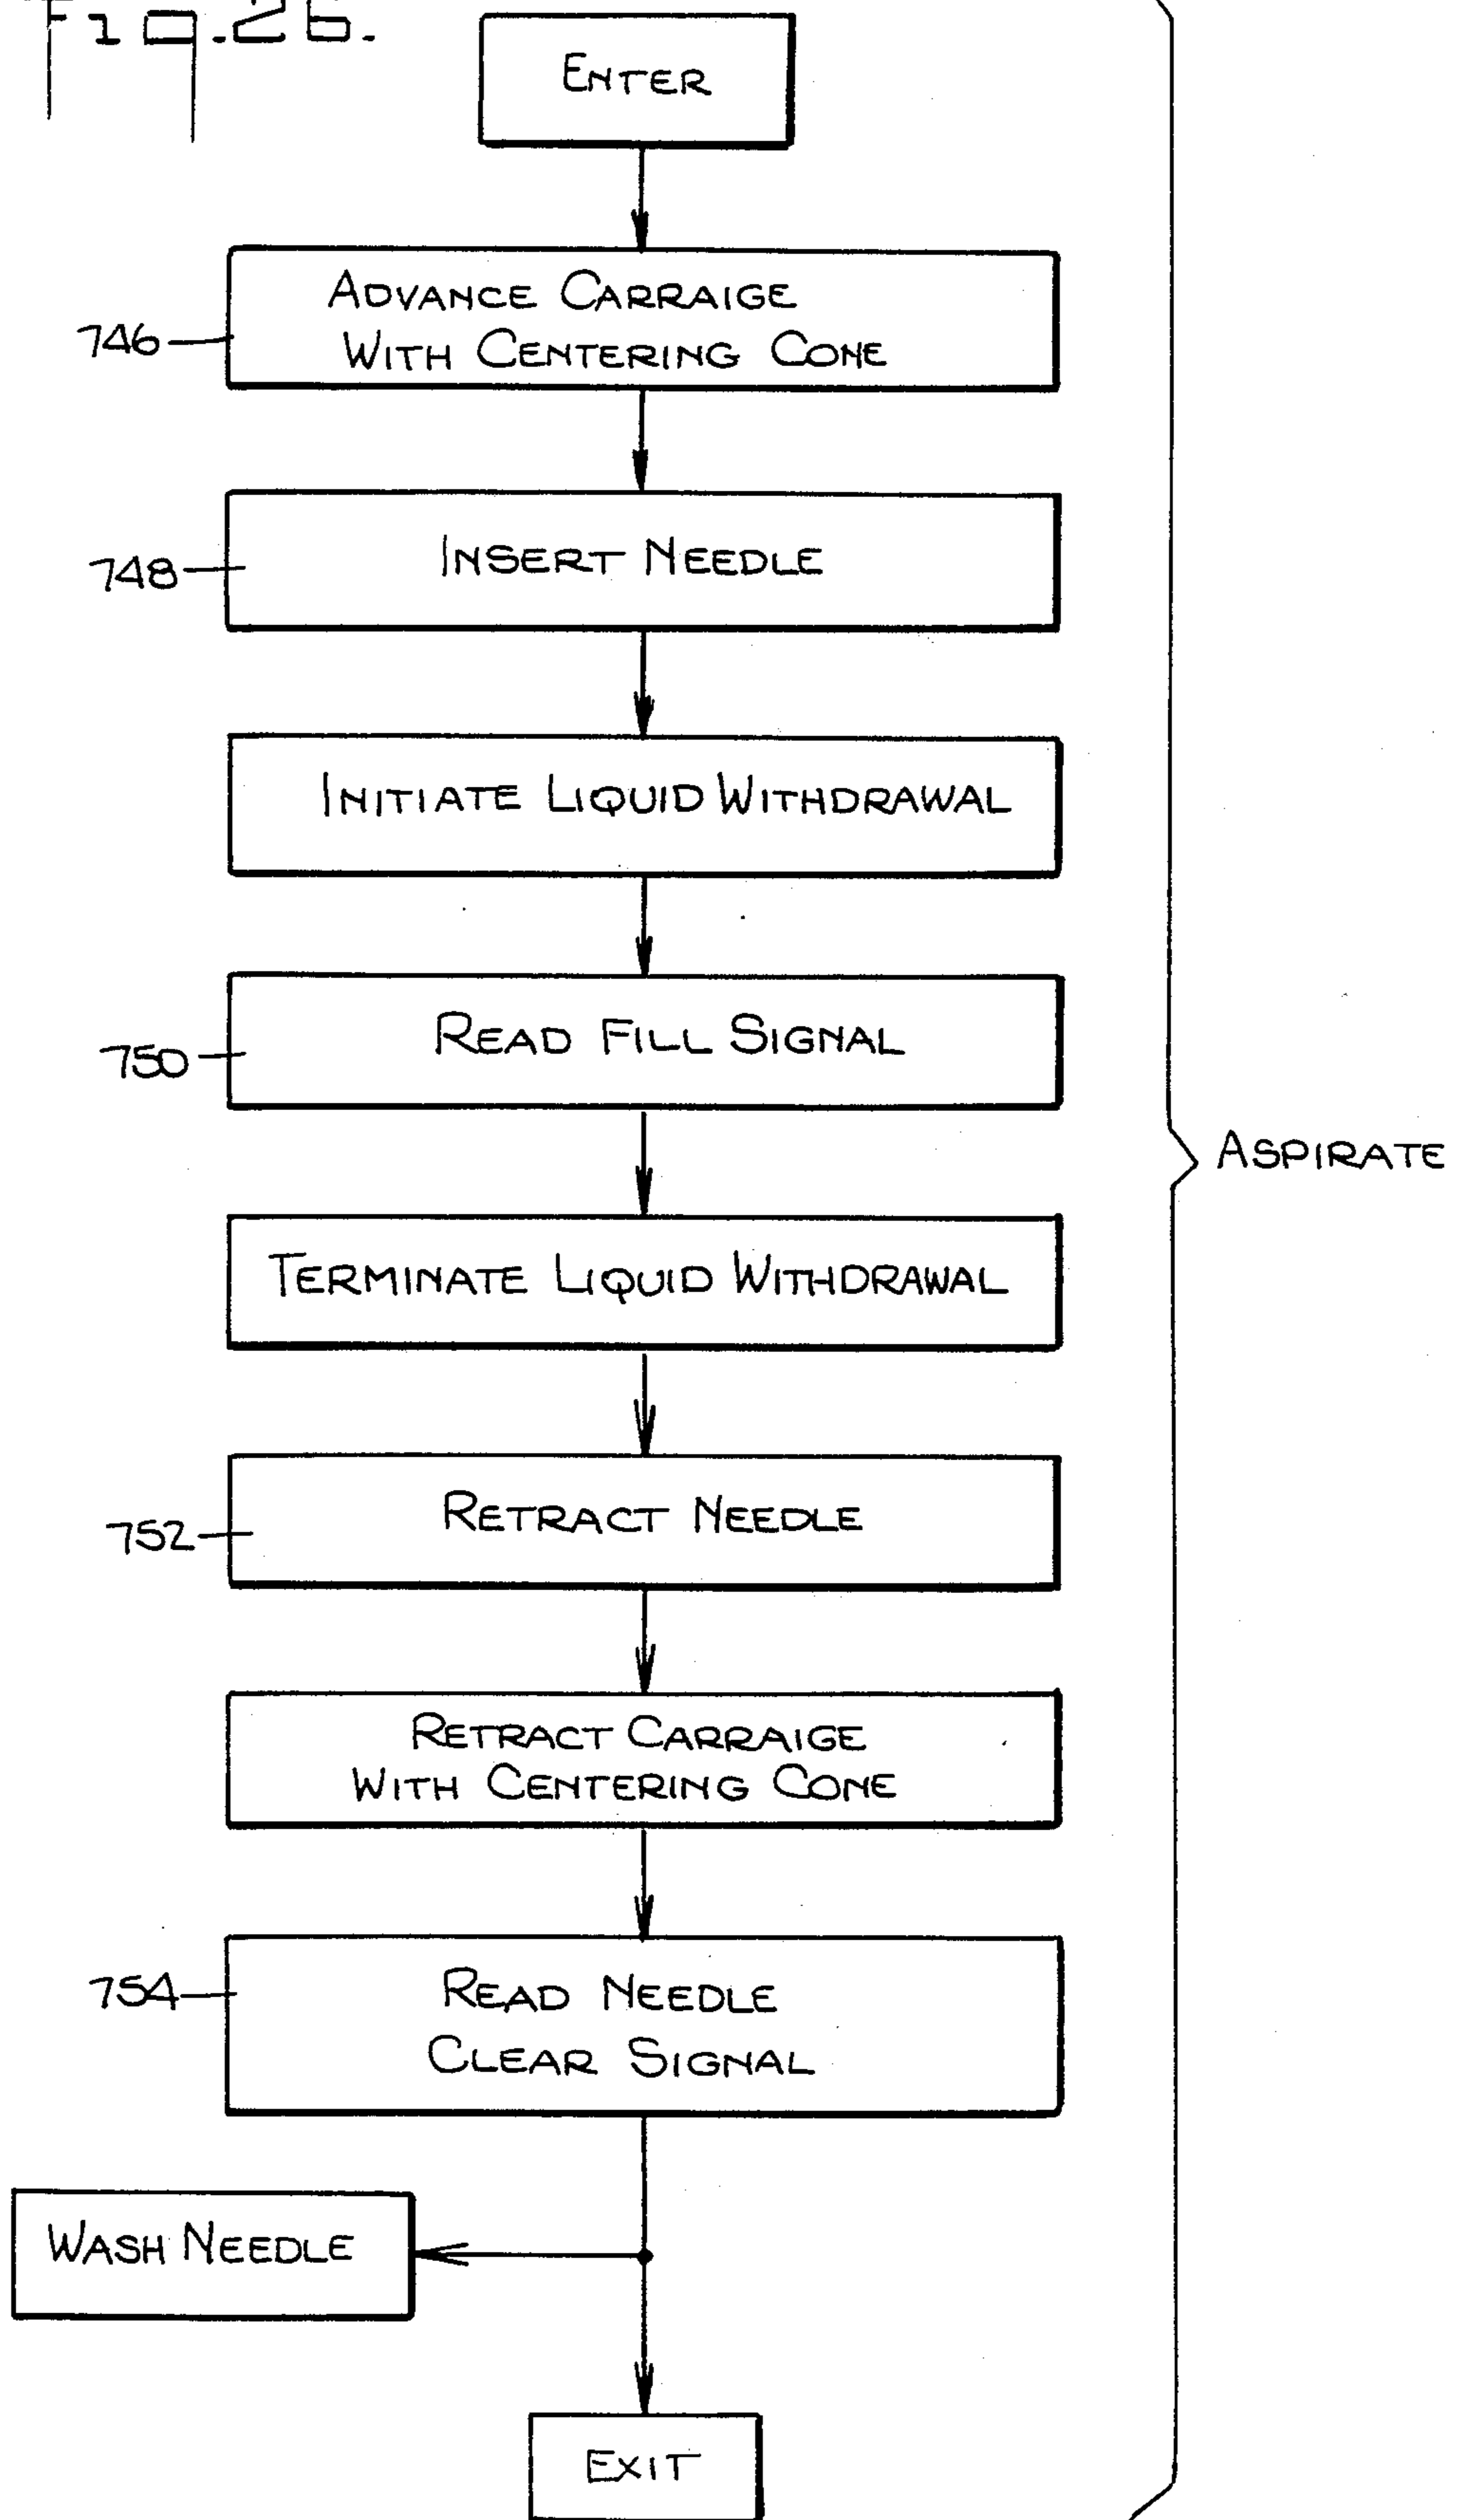 Fig.26.
ENTER
ADVANCE CARRAIGE
WITH CENTERING CONE
746
INSERT NEEDLE
748
INITIATE LIQUID WITHDRAWAL
READ FILL SIGNAL
750
ASPIRATE
TERMINATE LIQUID WITHDRAWAL
RETRACT NEEDLE
752
RETRACT CARRAIGE
WITH CENTERING CONE
754
READ NEEDLE
CLEAR SIGNAL
WASH NEEDLE
EXIT